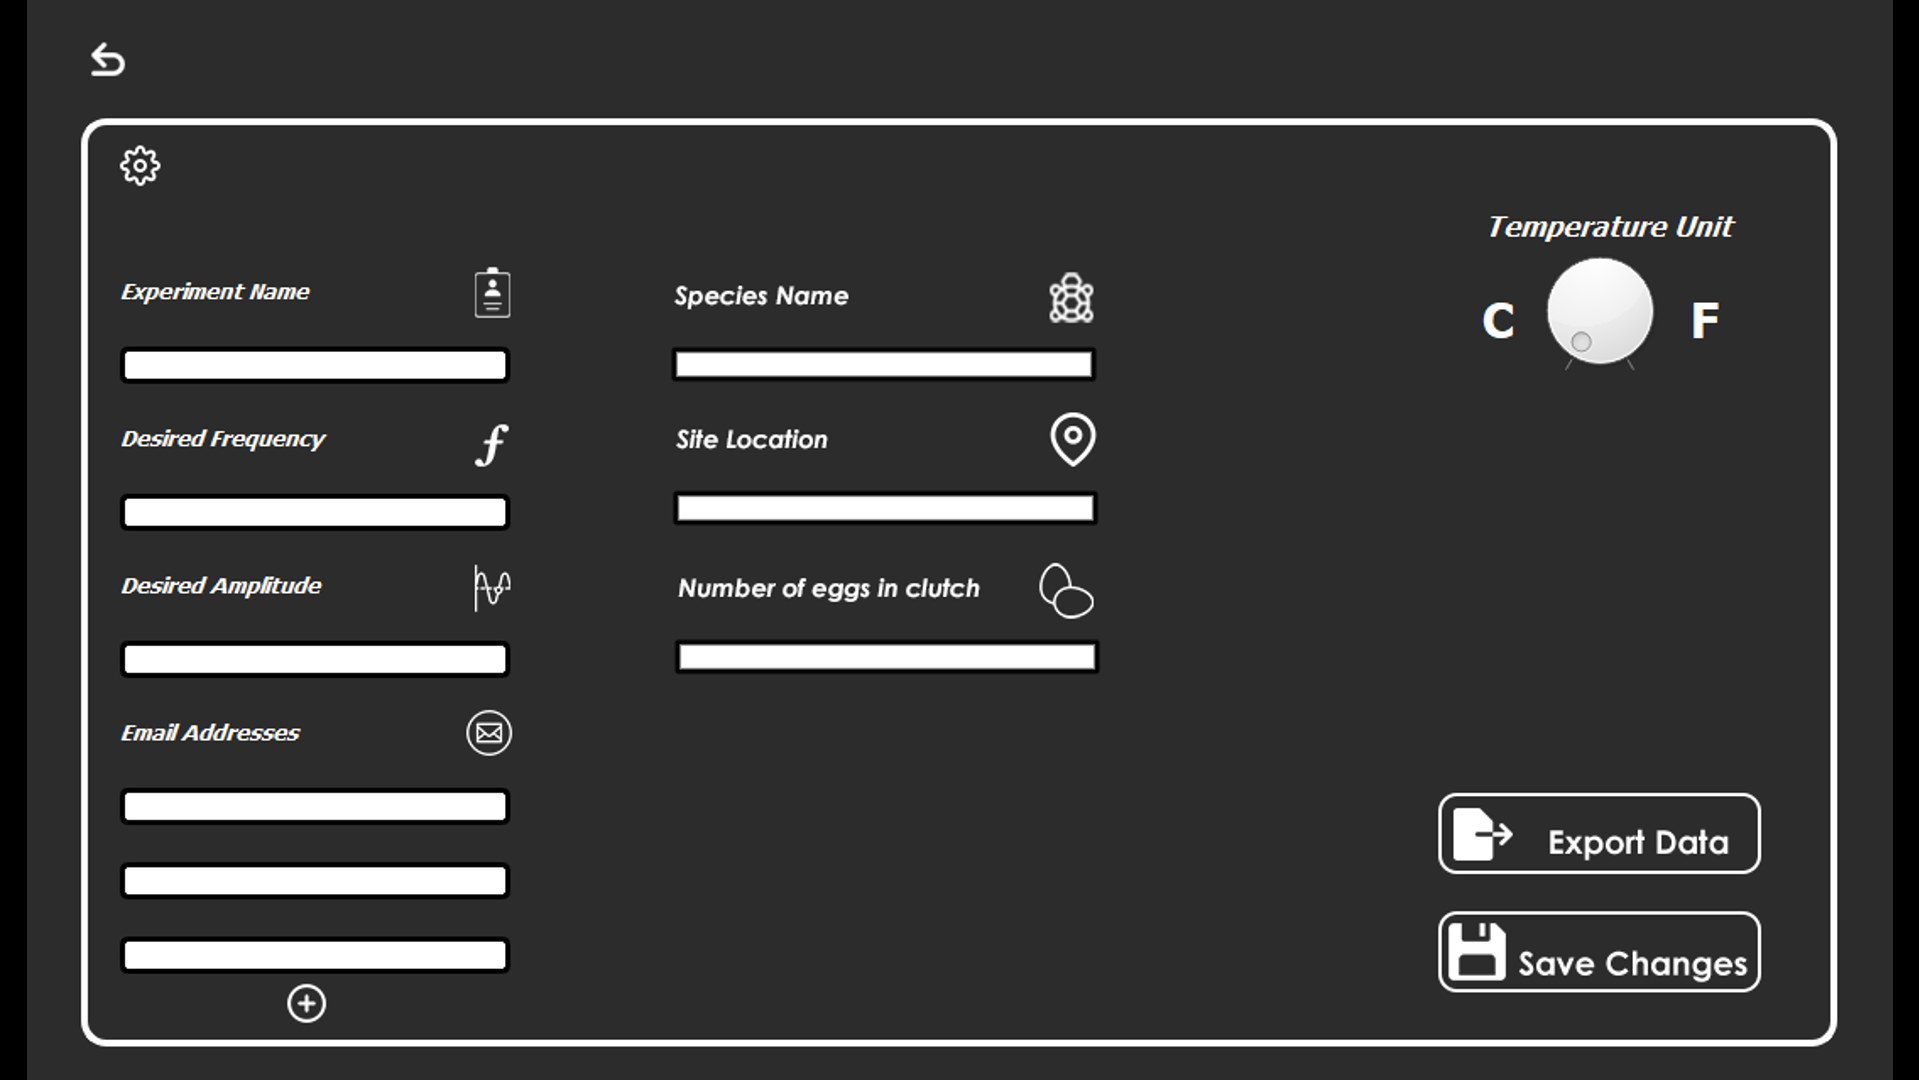 Temperature Unit
C
F
Experiment Name
Species Name
Desired Frequency
Site Location
Desired Amplitude
Number of eggs in clutch
Email Addresses
Export Data
Save Changes